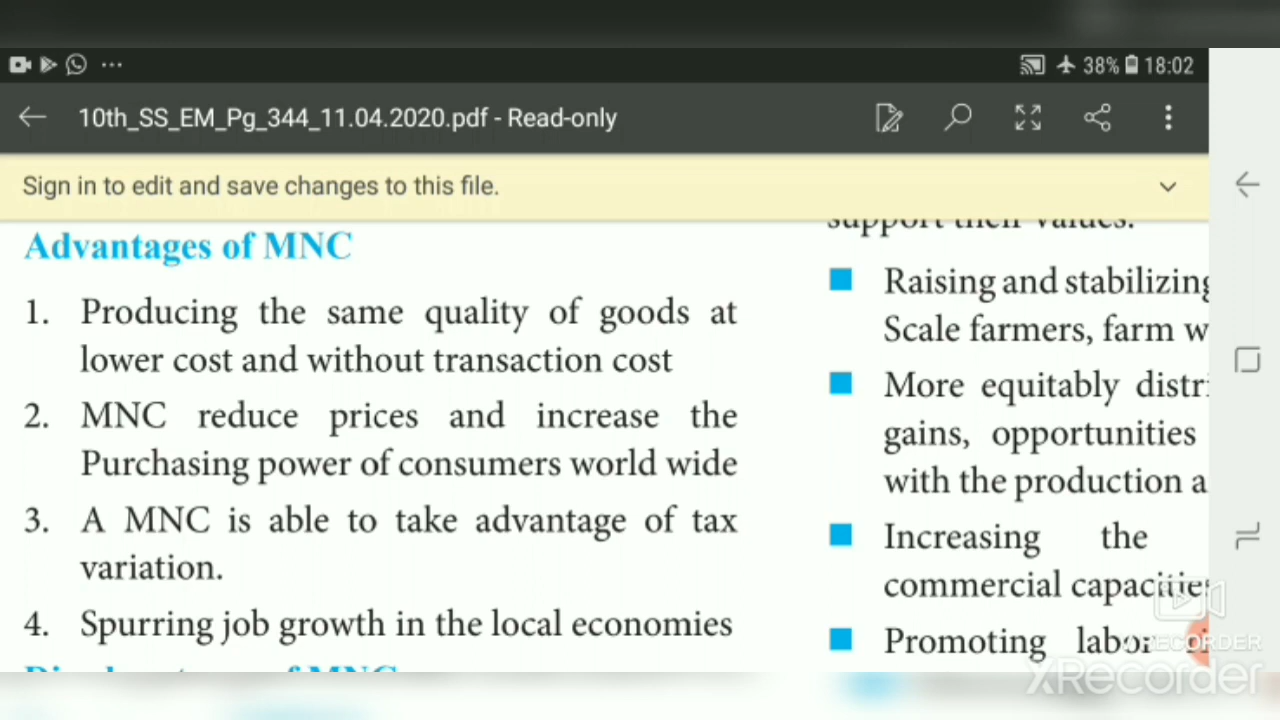 38% 18:02
10th_SS_EM_Pg_344_11.04.2020.pdf - Read-only
Sign in to edit and save changes to this file.
Advantages of MNC
1. Producing the same quality of goods at
lower cost and without transaction cost
2. MNC reduce prices and increase the
Purchasing power of consumers world wide
3. A MNC is able to take advantage of tax
variation.
4. Spurring job growth in the local economies
support their values.
Raising and stabilizing
Scale farmers, farm
More equitably
gains, opportunities
with the production
Increasing the
commercial
Promoting labor
RECORDER
XRecorder